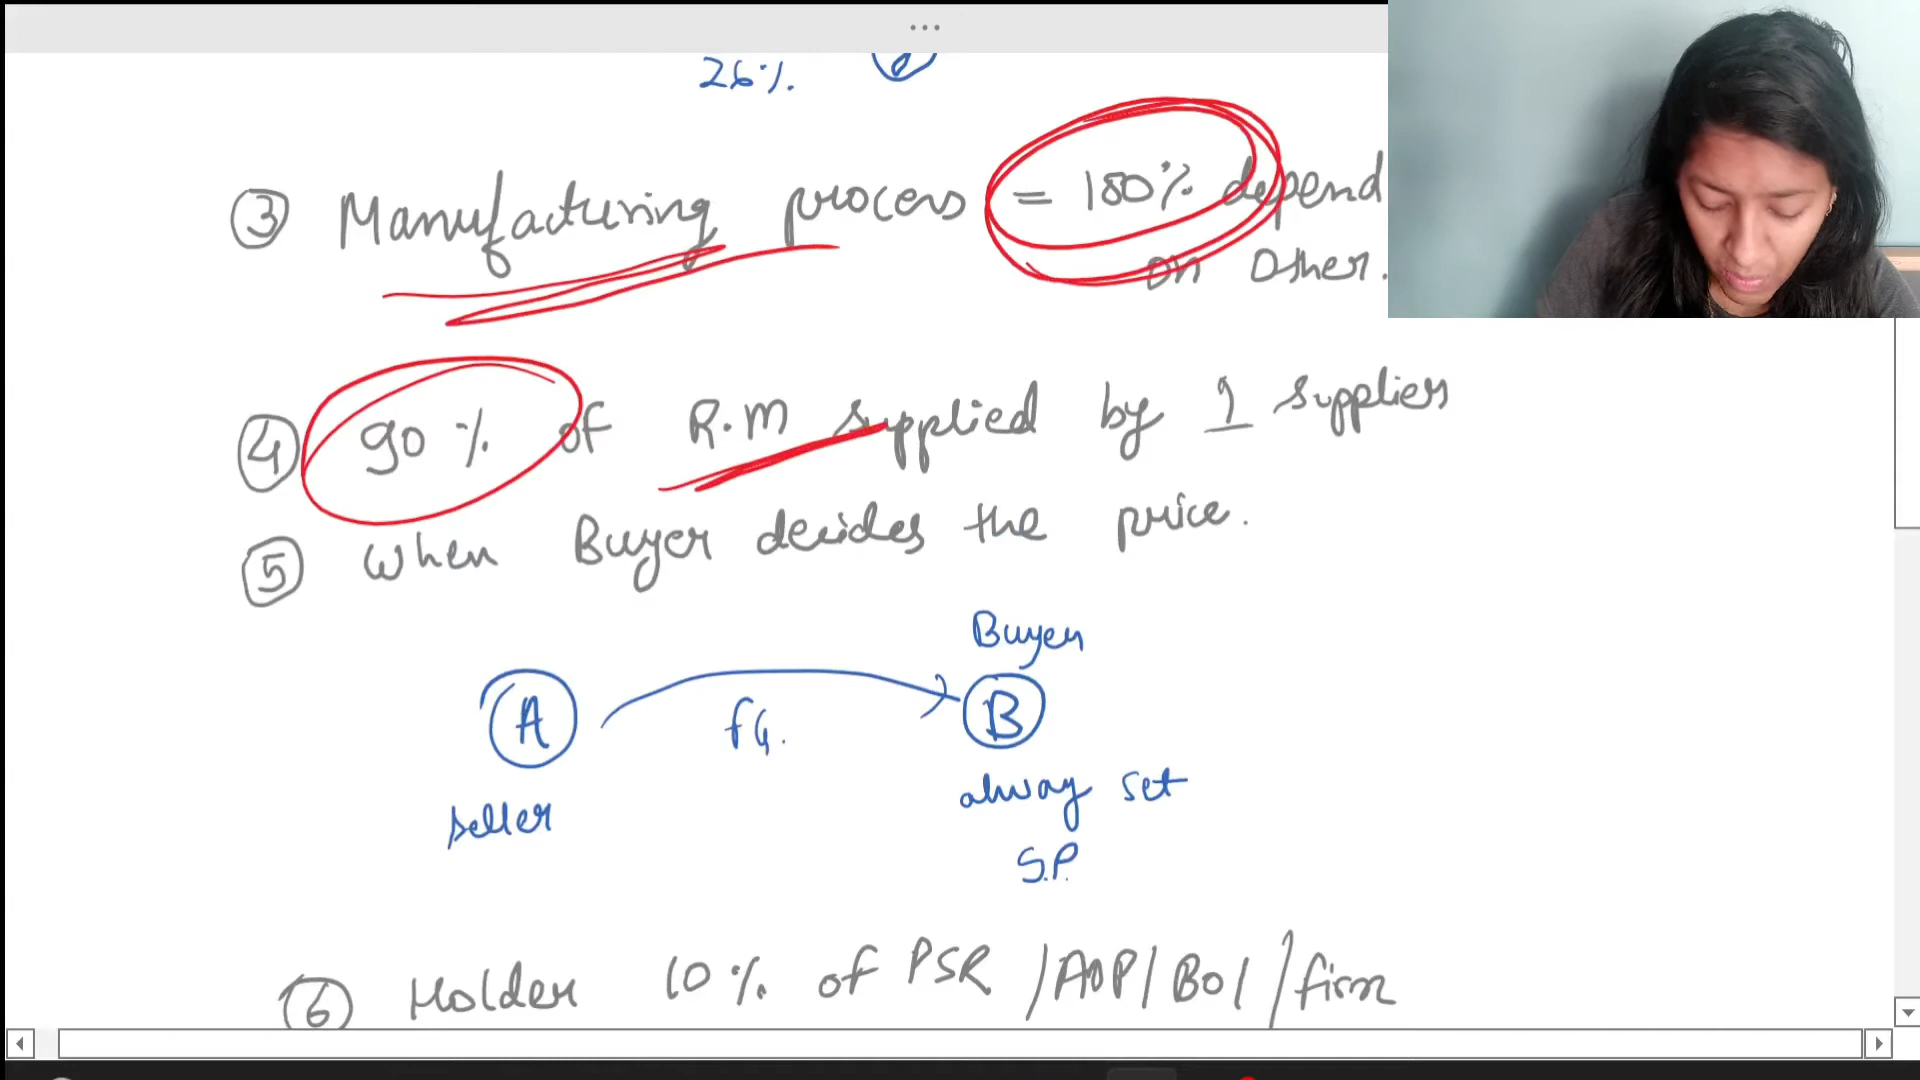 26%.
③ Manufacturing process = 100% depend
on Other.
④ 90% of R.M supplied by 1 suppliers
⑤ When Buyer decides the price.
Buyer
A
FG.
B
seller
alway set
S.P.
⑥ Holder 10% of PSR /AOP/BOI/firm